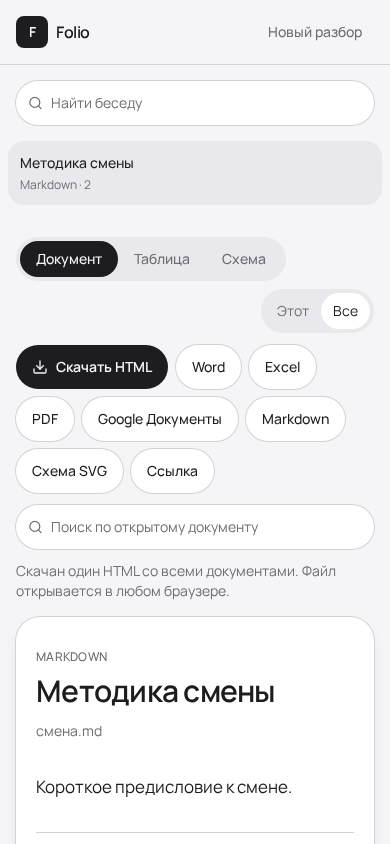 F Folio Новый разбор
Найти беседу
Методика смены
Markdown · 2
Документ Таблица Схема
Этот Все
Скачать HTML Word Excel
PDF Google Документы Markdown
Схема SVG Ссылка
Поиск по открытому документу
Скачан один HTML со всеми документами. Файл
открывается в любом браузере.
MARKDOWN
Методика смены
смена.md
Короткое предисловие к смене.